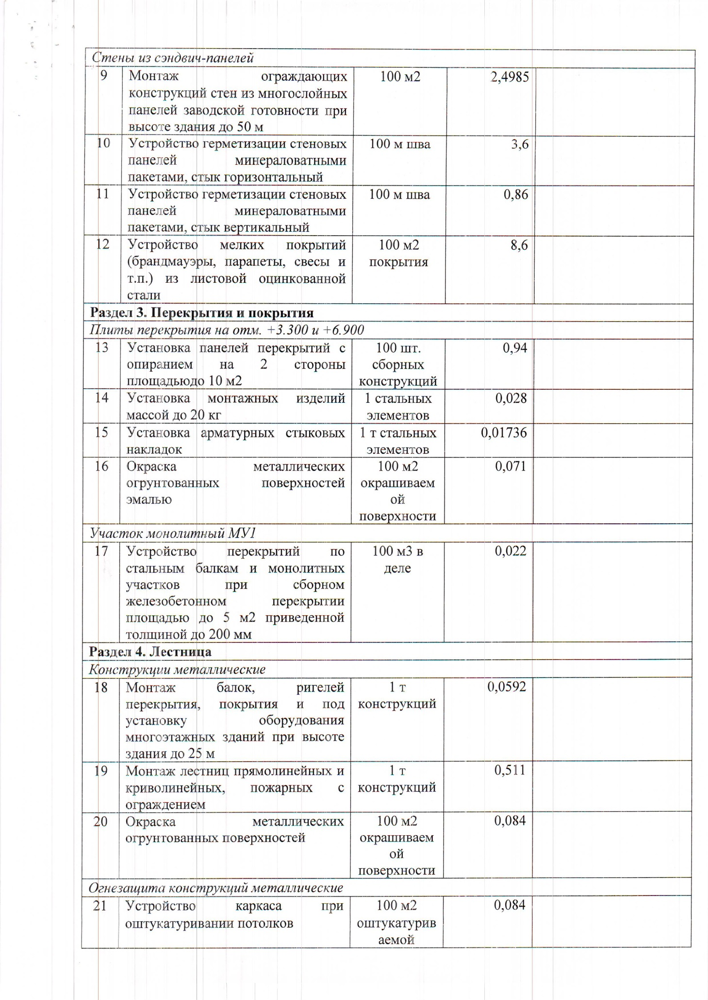 Стены из сэндвич-панелей
9 Монтаж ограждающих 100 м2 2,4985
конструкций стен из многослойных
панелей заводской готовности при
высоте здания до 50 м
10 Устройство герметизации стеновых 100 м шва 3,6
панелей минераловатными
пакетами, стык горизонтальный
11 Устройство герметизации стеновых 100 м шва 0,86
панелей минераловатными
пакетами, стык вертикальный
12 Устройство мелких покрытий 100 м2 8,6
(брандмауэры, парапеты, свесы и покрытия
т.п.) из листовой оцинкованной
стали
Раздел 3. Перекрытия и покрытия
Плиты перекрытия на отм. +3.300 и +6.900
13 Установка панелей перекрытий с 100 шт. 0,94
опиранием на 2 стороны сборных
площадьюдо 10 м2 конструкций
14 Установка монтажных изделий 1 стальных 0,028
массой до 20 кг элементов
15 Установка арматурных стыковых 1 т стальных 0,01736
накладок элементов
16 Окраска металлических 100 м2 0,071
огрунтованных поверхностей окрашиваем
эмалью ой
поверхности
Участок монолитный МУ1
17 Устройство перекрытий по 100 м3 в 0,022
стальным балкам и монолитных деле
участков при сборном
железобетонном перекрытии
площадью до 5 м2 приведенной
толщиной до 200 мм
Раздел 4. Лестница
Конструкции металлические
18 Монтаж балок, ригелей 1 т 0,0592
перекрытия, покрытия и под конструкций
установку оборудования
многоэтажных зданий при высоте
здания до 25 м
19 Монтаж лестниц прямолинейных и 1 т 0,511
криволинейных, пожарных с конструкций
ограждением
20 Окраска металлических 100 м2 0,084
огрунтованных поверхностей окрашиваем
ой
поверхности
Огнезащита конструкций металлические
21 Устройство каркаса при 100 м2 0,084
оштукатуривании потолков оштукатурив
аемой